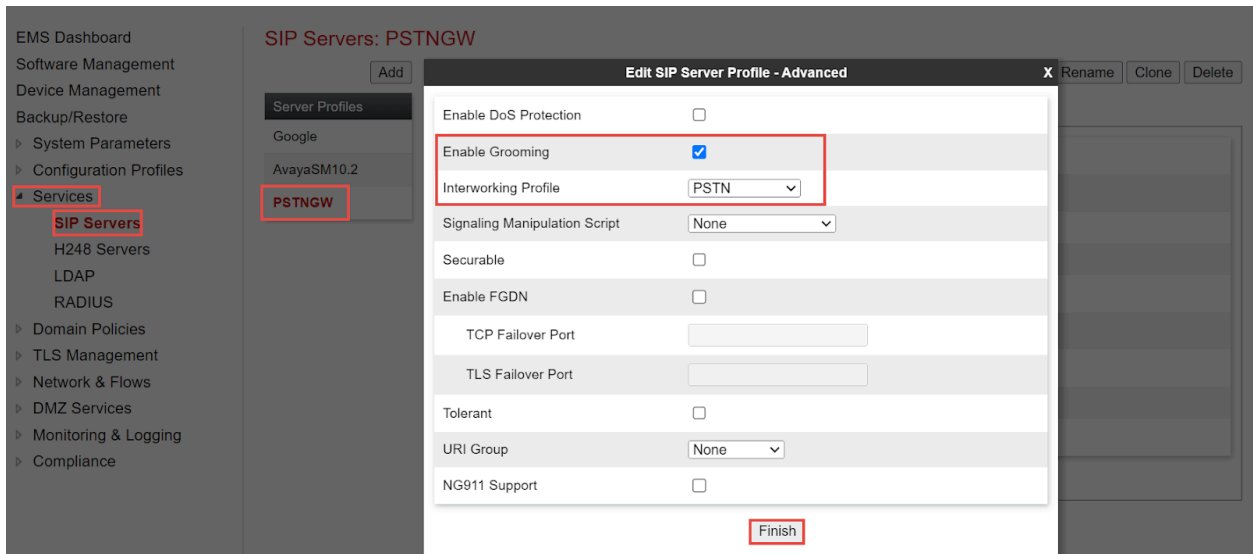 EMS Dashboard
Software Management
Device Management
Backup/Restore
System Parameters
Configuration Profiles
Services
SIP Servers
H248 Servers
LDAP
RADIUS
Domain Policies
TLS Management
Network & Flows
DMZ Services
Monitoring & Logging
Compliance
SIP Servers: PSTNGW
Add
Rename Clone Delete
Server Profiles
Google
AvayaSM10.2
PSTNGW
Edit SIP Server Profile - Advanced X
Enable DoS Protection
Enable Grooming
Interworking Profile PSTN
Signaling Manipulation Script None
Securable
Enable FGDN
TCP Failover Port
TLS Failover Port
Tolerant
URI Group None
NG911 Support
Finish